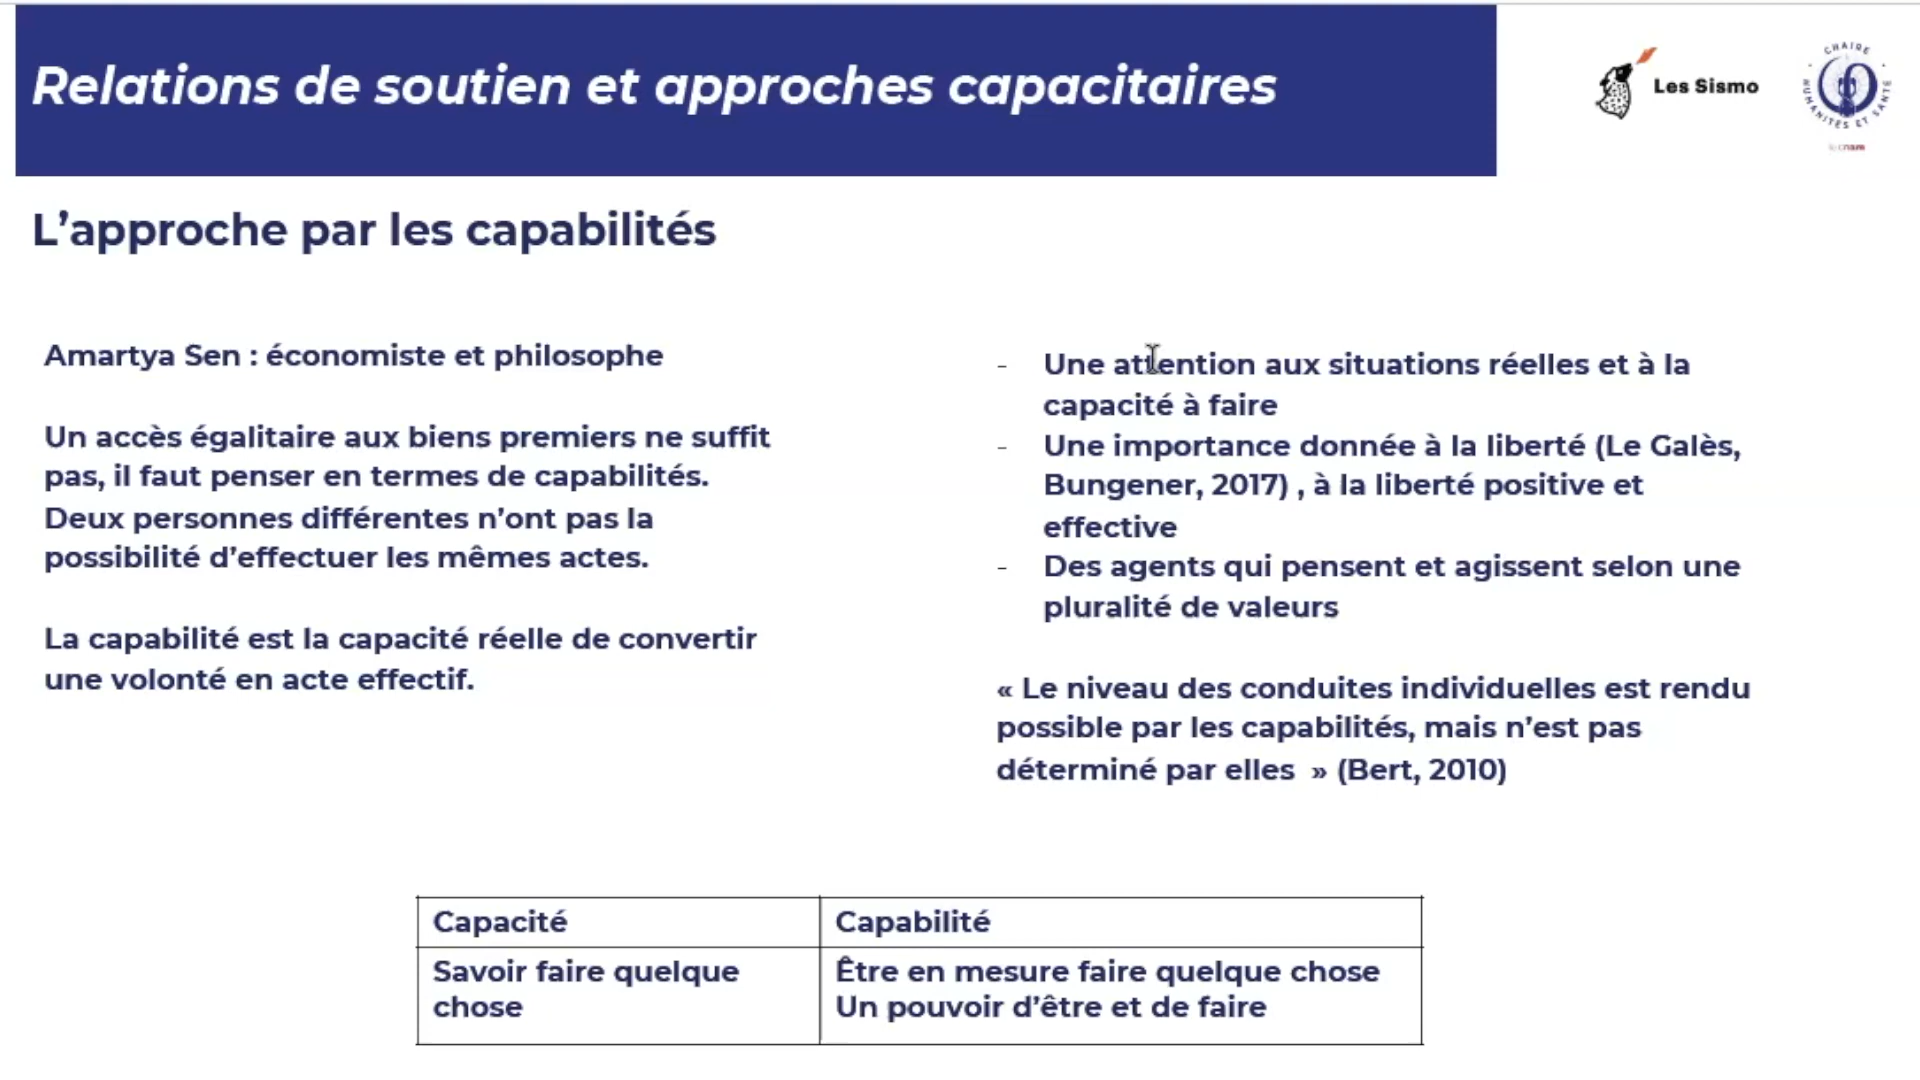 Relations de soutien et approches capacitaires
Les Sismo
CHAIRE
HUMANITÉS ET SANTÉ
le cnam
L’approche par les capabilités
Amartya Sen : économiste et philosophe
Un accès égalitaire aux biens premiers ne suffit
pas, il faut penser en termes de capabilités.
Deux personnes différentes n’ont pas la
possibilité d’effectuer les mêmes actes.
La capabilité est la capacité réelle de convertir
une volonté en acte effectif.
- Une attention aux situations réelles et à la
capacité à faire
- Une importance donnée à la liberté (Le Galès,
Bungener, 2017) , à la liberté positive et
effective
- Des agents qui pensent et agissent selon une
pluralité de valeurs
« Le niveau des conduites individuelles est rendu
possible par les capabilités, mais n’est pas
déterminé par elles » (Bert, 2010)
Capacité
Capabilité
Savoir faire quelque
chose
Être en mesure faire quelque chose
Un pouvoir d’être et de faire